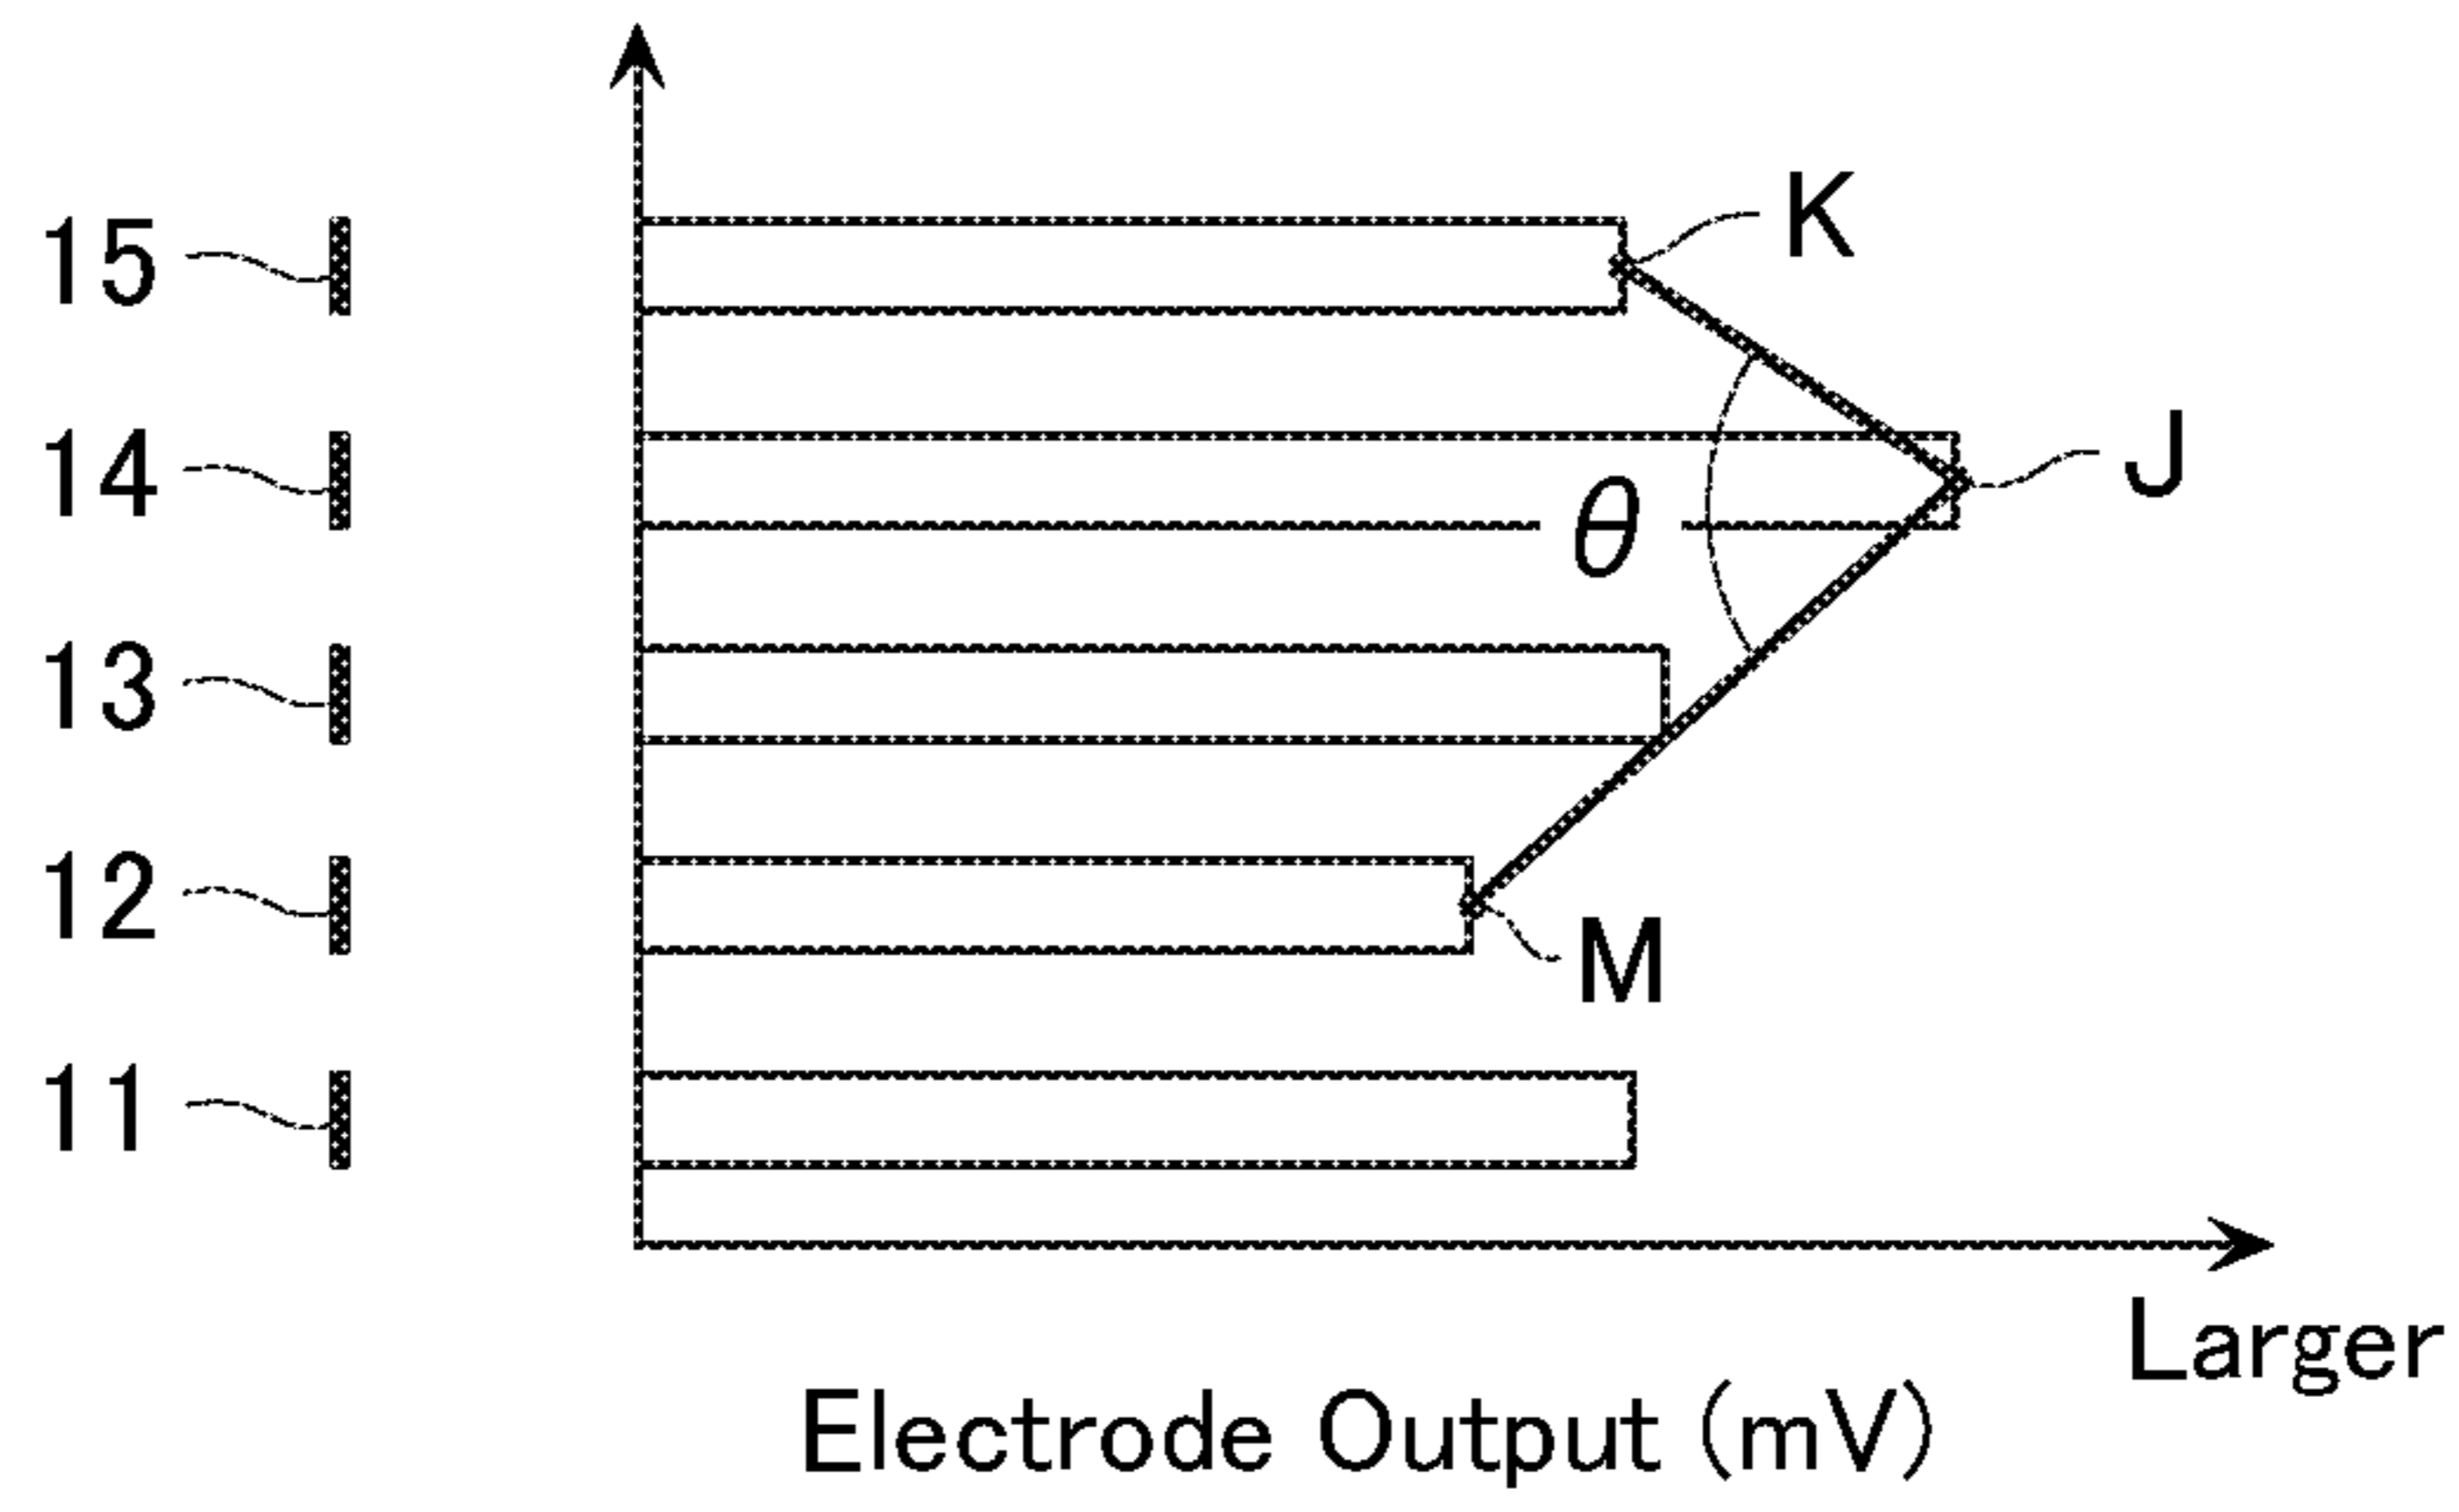 15
K
14
J
θ
13
12
M
11
Larger
Electrode Output (mV)